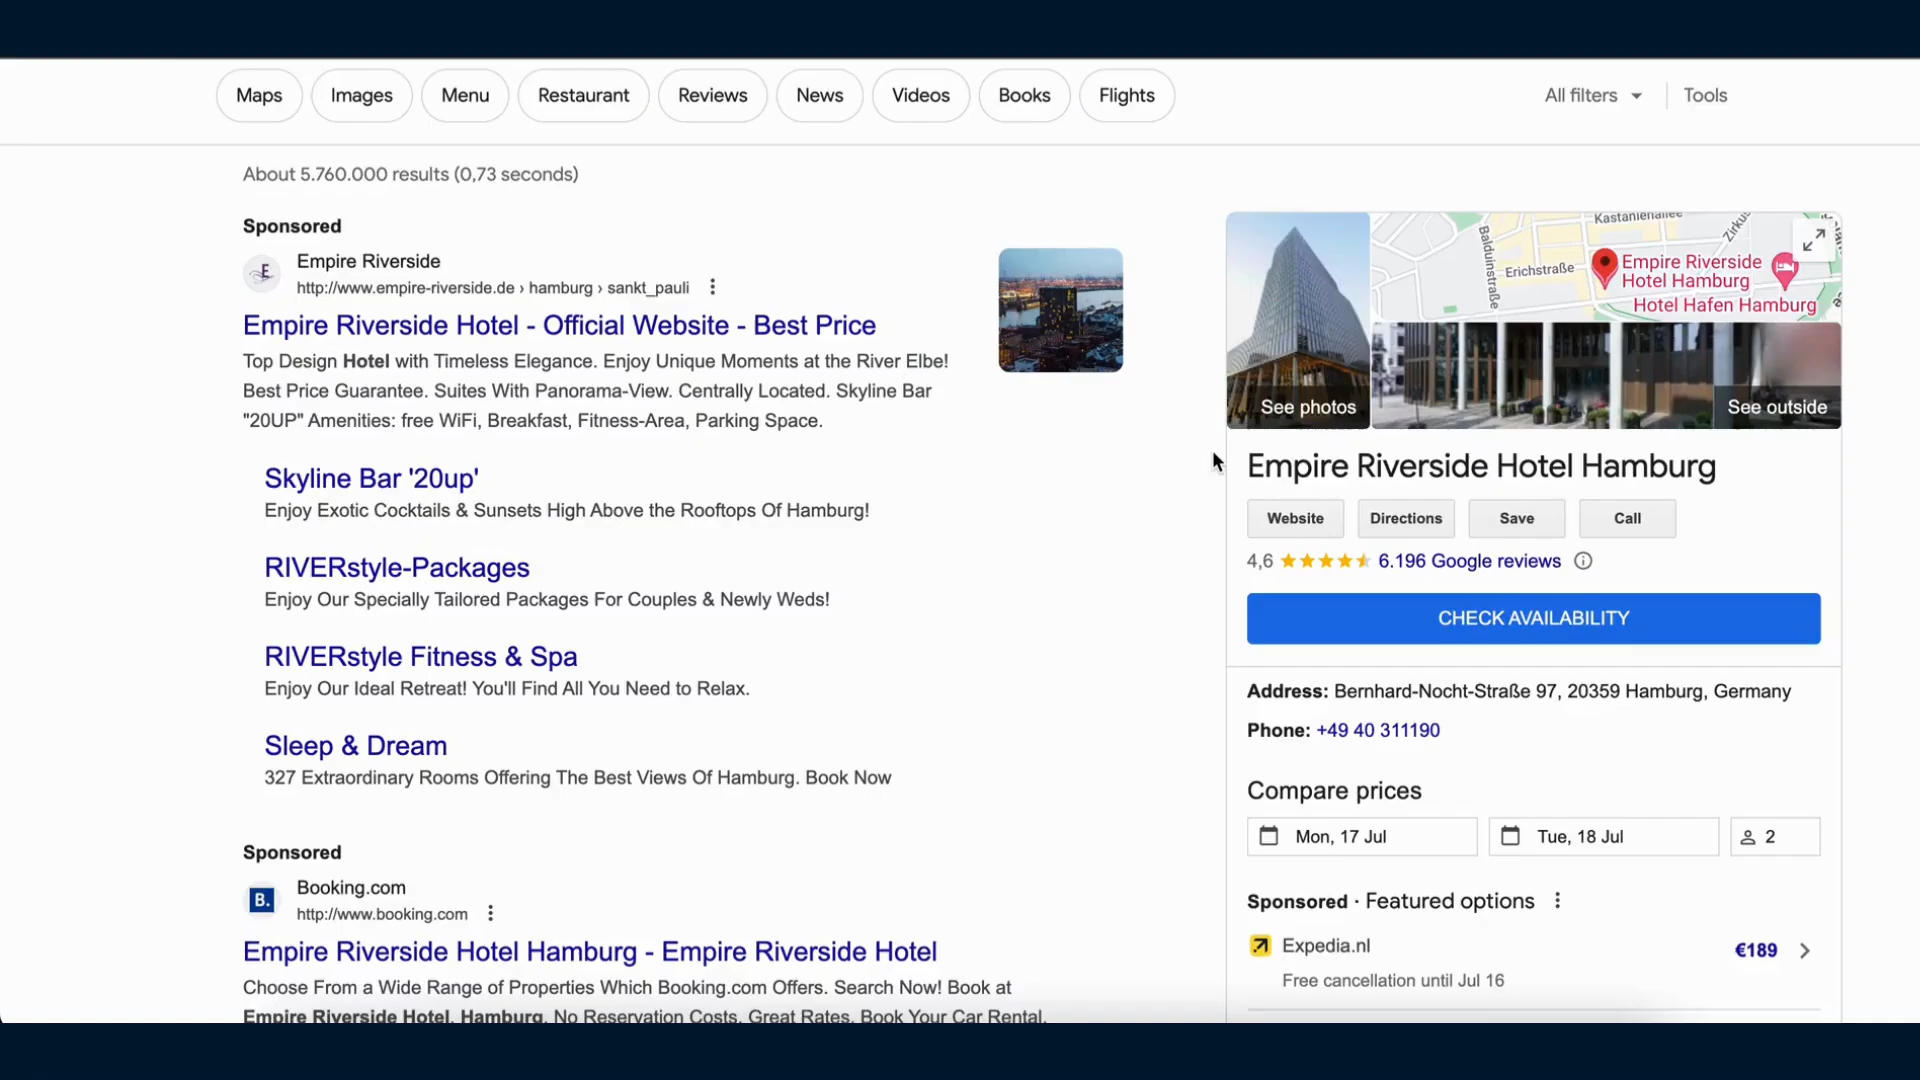 Maps
Images
Menu
Restaurant
Reviews
News
Videos
Books
Flights
All filters
Tools
About 5.760.000 results (0,73 seconds)
Sponsored
E
Empire Riverside
http://www.empire-riverside.de › hamburg › sankt_pauli
Empire Riverside Hotel - Official Website - Best Price
Top Design Hotel with Timeless Elegance. Enjoy Unique Moments at the River Elbe!
Best Price Guarantee. Suites With Panorama-View. Centrally Located. Skyline Bar
"20UP" Amenities: free WiFi, Breakfast, Fitness-Area, Parking Space.
Skyline Bar '20up'
Enjoy Exotic Cocktails & Sunsets High Above the Rooftops Of Hamburg!
RIVERstyle-Packages
Enjoy Our Specially Tailored Packages For Couples & Newly Weds!
RIVERstyle Fitness & Spa
Enjoy Our Ideal Retreat! You'll Find All You Need to Relax.
Sleep & Dream
327 Extraordinary Rooms Offering The Best Views Of Hamburg. Book Now
Sponsored
B.
Booking.com
http://www.booking.com
Empire Riverside Hotel Hamburg - Empire Riverside Hotel
Choose From a Wide Range of Properties Which Booking.com Offers. Search Now! Book at
Empire Riverside Hotel, Hamburg. No Reservation Costs. Great Rates. Book Your Car Rental.
Kastanienallee
Zirkus
Balduinstraße
Erichstraße
Empire Riverside
Hotel Hamburg
Hotel Hafen Hamburg
See photos
See outside
Empire Riverside Hotel Hamburg
Website
Directions
Save
Call
4,6
6.196 Google reviews
CHECK AVAILABILITY
Address: Bernhard-Nocht-Straße 97, 20359 Hamburg, Germany
Phone: +49 40 311190
Compare prices
Mon, 17 Jul
Tue, 18 Jul
2
Sponsored · Featured options
Expedia.nl
€189
Free cancellation until Jul 16